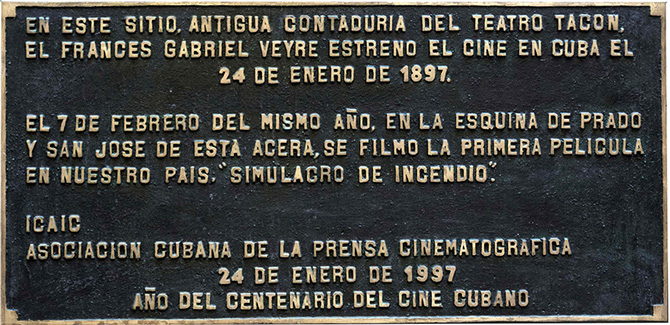 EN ESTE SITIO, ANTIGUA CONTADURIA DEL TEATRO TACON,
EL FRANCES GABRIEL VEYRE ESTRENO EL CINE EN CUBA EL
24 DE ENERO DE 1897.
EL 7 DE FEBRERO DEL MISMO AÑO, EN LA ESQUINA DE PRADO
Y SAN JOSE DE ESTA ACERA, SE FILMO LA PRIMERA PELICULA
EN NUESTRO PAIS, "SIMULACRO DE INCENDIO".
ICAIC
ASOCIACION CUBANA DE LA PRENSA CINEMATOGRAFICA
24 DE ENERO DE 1997
AÑO DEL CENTENARIO DEL CINE CUBANO